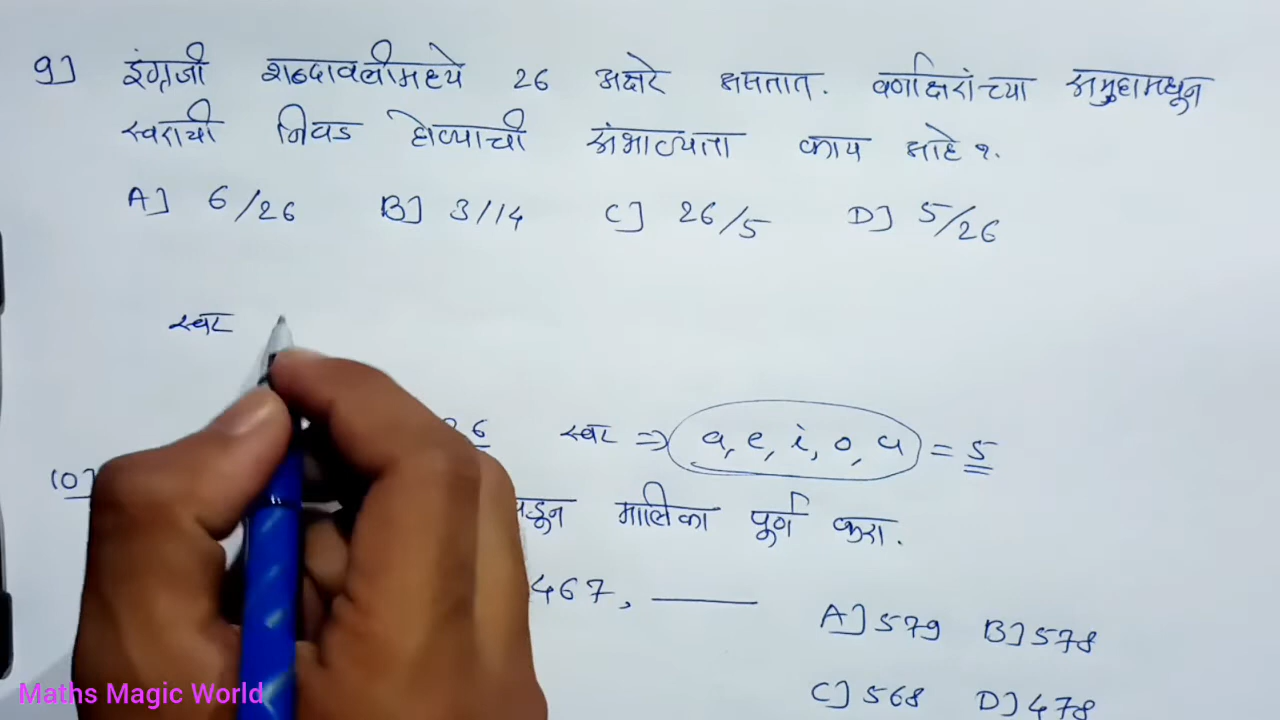 9] इंग्रजी शब्दावलीमध्ये 26 अक्षरे असतात. वर्णाक्षरांच्या समुहामधून
स्वराची निवड होण्याची संभाव्यता काय आहे ?.
A] 6/26 B] 3/14 C] 26/5 D] 5/26
स्वर
26 स्वर ⇒ a, e, i, o, u = 5
10] मालिका पूर्ण करा.
467, ____
A] 579 B] 578
C] 568 D] 478
Maths Magic World